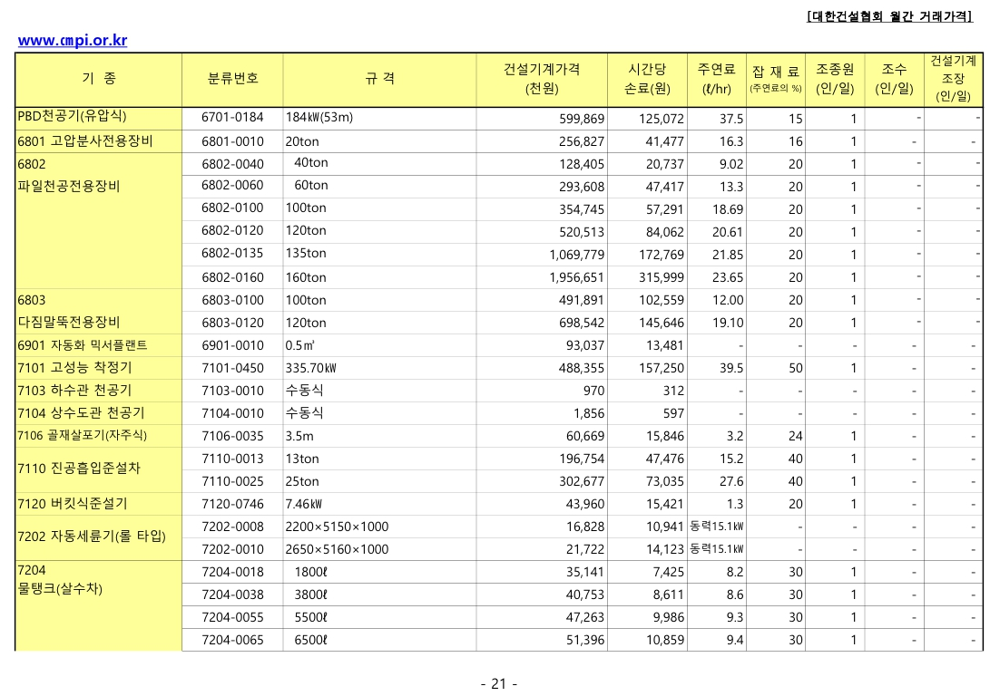 [대한건설협회 월간 거래가격]
www.cmpi.or.kr
기 종 분류번호 규 격 건설기계가격 (천원) 시간당 손료(원) 주연료 (ℓ/hr) 잡 재 료 (주연료의 %) 조종원 (인/일) 조수 (인/일) 건설기계 조장 (인/일)
PBD천공기(유압식) 6701-0184 184㎾(53m) 599,869 125,072 37.5 15 1 - -
6801 고압분사전용장비 6801-0010 20ton 256,827 41,477 16.3 16 1 - -
6802 6802-0040 40ton 128,405 20,737 9.02 20 1 - -
파일천공전용장비 6802-0060 60ton 293,608 47,417 13.3 20 1 - -
6802-0100 100ton 354,745 57,291 18.69 20 1 - -
6802-0120 120ton 520,513 84,062 20.61 20 1 - -
6802-0135 135ton 1,069,779 172,769 21.85 20 1 - -
6802-0160 160ton 1,956,651 315,999 23.65 20 1 - -
6803 6803-0100 100ton 491,891 102,559 12.00 20 1 - -
다짐말뚝전용장비 6803-0120 120ton 698,542 145,646 19.10 20 1 - -
6901 자동화 믹서플랜트 6901-0010 0.5㎥ 93,037 13,481 - - - - -
7101 고성능 착정기 7101-0450 335.70㎾ 488,355 157,250 39.5 50 1 - -
7103 하수관 천공기 7103-0010 수동식 970 312 - - - - -
7104 상수도관 천공기 7104-0010 수동식 1,856 597 - - - - -
7106 골재살포기(자주식) 7106-0035 3.5m 60,669 15,846 3.2 24 1 - -
7110 진공흡입준설차 7110-0013 13ton 196,754 47,476 15.2 40 1 - -
7110-0025 25ton 302,677 73,035 27.6 40 1 - -
7120 버킷식준설기 7120-0746 7.46㎾ 43,960 15,421 1.3 20 1 - -
7202 자동세륜기(롤 타입) 7202-0008 2200×5150×1000 16,828 10,941 동력15.1㎾ - - - -
7202-0010 2650×5160×1000 21,722 14,123 동력15.1㎾ - - - -
7204 7204-0018 1800ℓ 35,141 7,425 8.2 30 1 - -
물탱크(살수차) 7204-0038 3800ℓ 40,753 8,611 8.6 30 1 - -
7204-0055 5500ℓ 47,263 9,986 9.3 30 1 - -
7204-0065 6500ℓ 51,396 10,859 9.4 30 1 - -
- 21 -